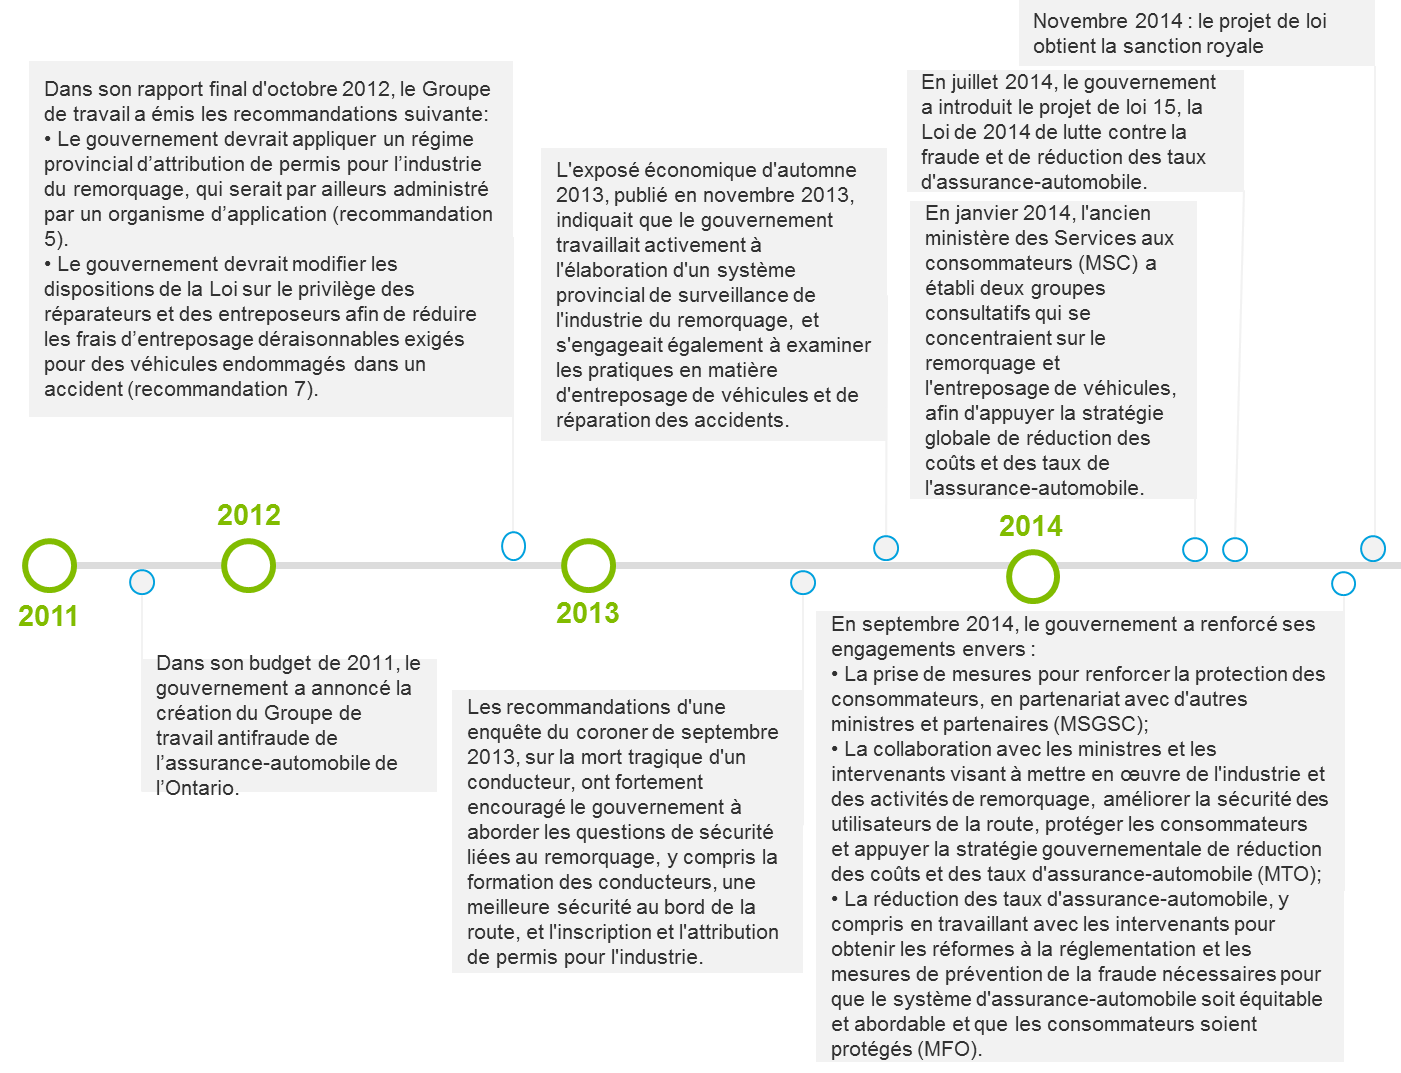 Novembre 2014 : le projet de loi
obtient la sanction royale
Dans son rapport final d'octobre 2012, le Groupe
de travail a émis les recommandations suivante:
• Le gouvernement devrait appliquer un régime
provincial d’attribution de permis pour l’industrie
du remorquage, qui serait par ailleurs administré
par un organisme d’application (recommandation
5).
• Le gouvernement devrait modifier les
dispositions de la Loi sur le privilège des
réparateurs et des entreposeurs afin de réduire
les frais d’entreposage déraisonnables exigés
pour des véhicules endommagés dans un
accident (recommandation 7).
L'exposé économique d'automne
2013, publié en novembre 2013,
indiquait que le gouvernement
travaillait activement à
l'élaboration d'un système
provincial de surveillance de
l'industrie du remorquage, et
s'engageait également à examiner
les pratiques en matière
d'entreposage de véhicules et de
réparation des accidents.
En juillet 2014, le gouvernement
a introduit le projet de loi 15, la
Loi de 2014 de lutte contre la
fraude et de réduction des taux
d'assurance-automobile.
En janvier 2014, l'ancien
ministère des Services aux
consommateurs (MSC) a
établi deux groupes
consultatifs qui se
concentraient sur le
remorquage et
l'entreposage de véhicules,
afin d'appuyer la stratégie
globale de réduction des
coûts et des taux de
l'assurance-automobile.
2011
2012
2013
2014
Dans son budget de 2011, le
gouvernement a annoncé la
création du Groupe de
travail antifraude de
l’assurance-automobile de
l’Ontario.
Les recommandations d'une
enquête du coroner de septembre
2013, sur la mort tragique d'un
conducteur, ont fortement
encouragé le gouvernement à
aborder les questions de sécurité
liées au remorquage, y compris la
formation des conducteurs, une
meilleure sécurité au bord de la
route, et l'inscription et l'attribution
de permis pour l'industrie.
En septembre 2014, le gouvernement a renforcé ses
engagements envers :
• La prise de mesures pour renforcer la protection des
consommateurs, en partenariat avec d'autres
ministres et partenaires (MSGSC);
• La collaboration avec les ministres et les
intervenants visant à mettre en œuvre de l'industrie et
des activités de remorquage, améliorer la sécurité des
utilisateurs de la route, protéger les consommateurs
et appuyer la stratégie gouvernementale de réduction
des coûts et des taux d'assurance-automobile (MTO);
• La réduction des taux d'assurance-automobile, y
compris en travaillant avec les intervenants pour
obtenir les réformes à la réglementation et les
mesures de prévention de la fraude nécessaires pour
que le système d'assurance-automobile soit équitable
et abordable et que les consommateurs soient
protégés (MFO).